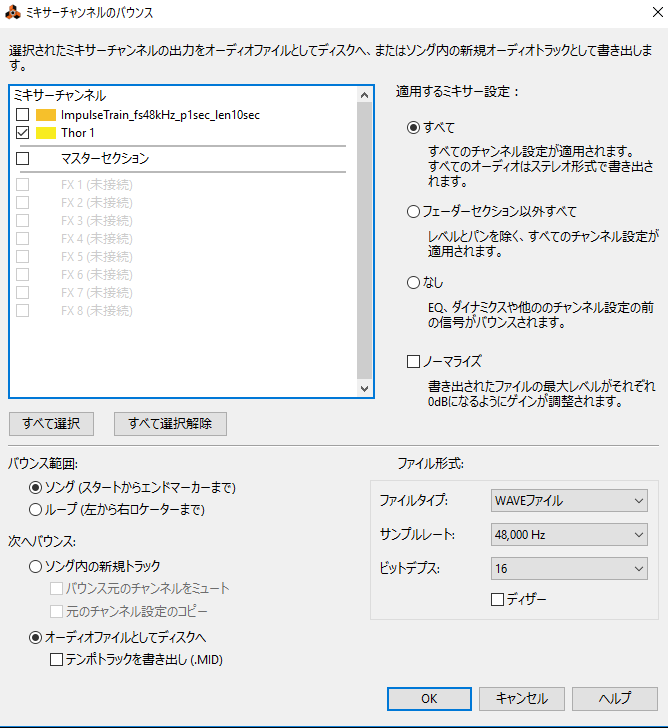 ミキサーチャンネルのバウンス
選択されたミキサーチャンネルの出力をオーディオファイルとしてディスクへ、またはソング内の新規オーディオトラックとして書き出しま
す。
ミキサーチャンネル
ImpulseTrain_fs48kHz_p1sec_len10sec
Thor 1
マスターセクション
FX 1 (未接続)
FX 2 (未接続)
FX 3 (未接続)
FX 4 (未接続)
FX 5 (未接続)
FX 6 (未接続)
FX 7 (未接続)
FX 8 (未接続)
すべて選択
すべて選択解除
適用するミキサー設定：
すべて
すべてのチャンネル設定が適用されます。
すべてのオーディオはステレオ形式で書き出さ
れます。
フェーダーセクション以外すべて
レベルとパンを除く、すべてのチャンネル設定が
適用されます。
なし
EQ、ダイナミクスや他ののチャンネル設定の前
の信号がバウンスされます。
ノーマライズ
書き出されたファイルの最大レベルがそれぞれ
0dBになるようにゲインが調整されます。
バウンス範囲:
ソング (スタートからエンドマーカーまで)
ループ (左から右ロケーターまで)
次へバウンス:
ソング内の新規トラック
バウンス元のチャンネルをミュート
元のチャンネル設定のコピー
オーディオファイルとしてディスクへ
テンポトラックを書き出し (.MID)
ファイル形式:
ファイルタイプ:
WAVEファイル
サンプルレート:
48,000 Hz
ビットデプス:
16
ディザー
OK
キャンセル
ヘルプ